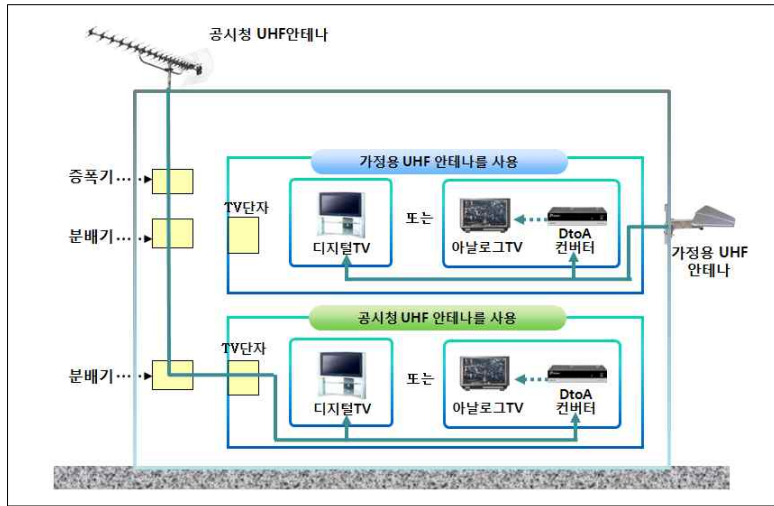 공시청 UHF안테나
가정용 UHF 안테나를 사용
증폭기····
TV단자
분배기····
디지털TV
또는
아날로그TV
DtoA
컨버터
가정용 UHF
안테나
공시청 UHF 안테나를 사용
TV단자
분배기····
디지털TV
또는
아날로그TV
DtoA
컨버터